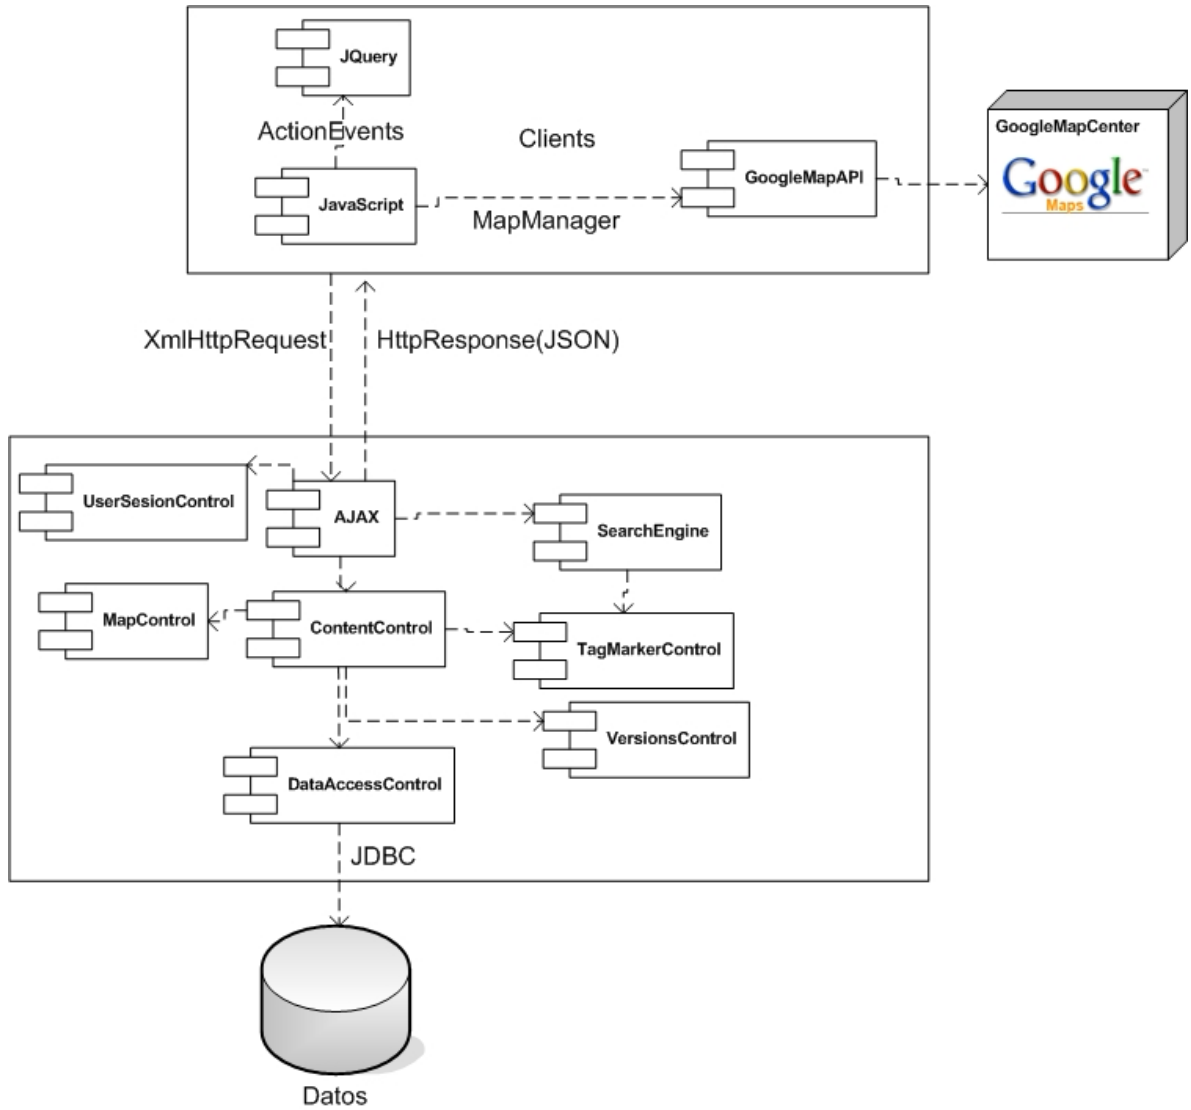 JQuery
ActionEvents
Clients
GoogleMapCenter
Google
Maps
GoogleMapAPI
JavaScript
MapManager
XmlHttpRequest
HttpResponse(JSON)
UserSesionControl
AJAX
SearchEngine
MapControl
ContentControl
TagMarkerControl
VersionsControl
DataAccessControl
JDBC
Datos